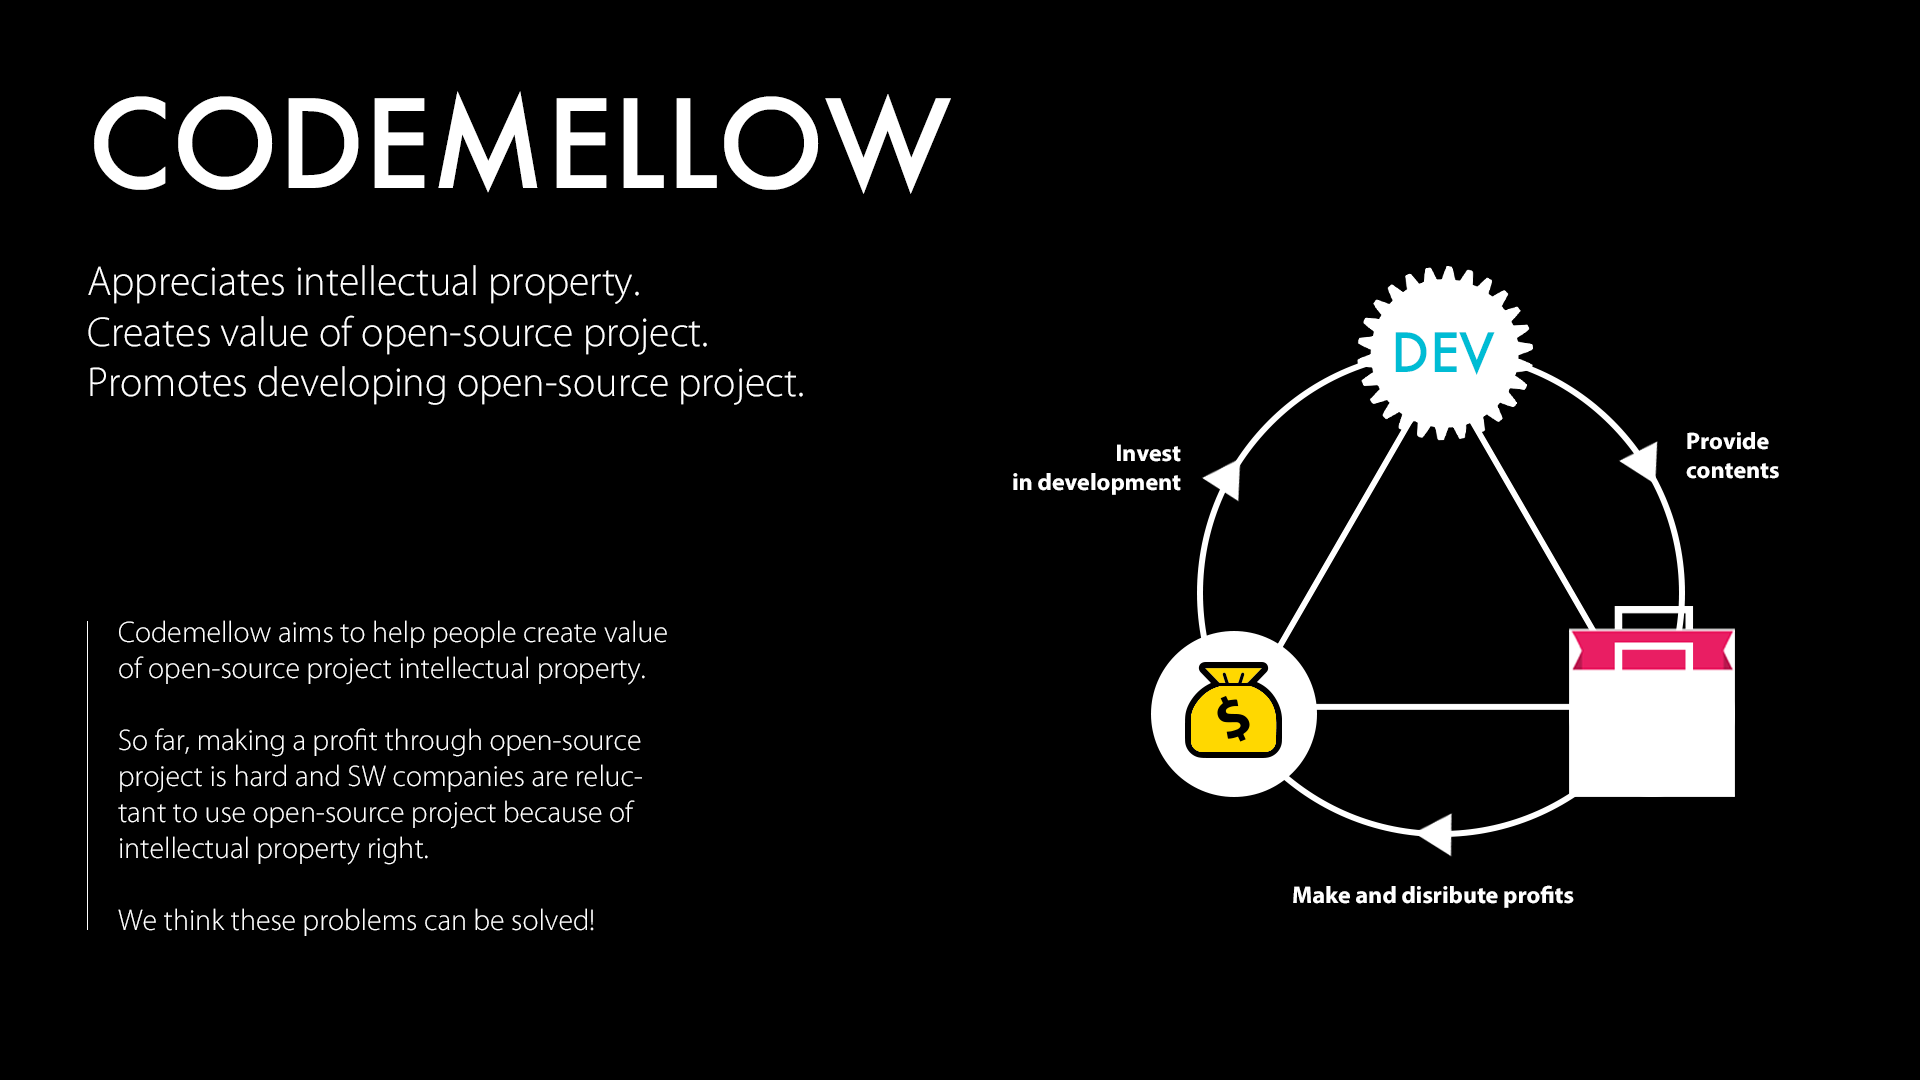 CODEMELLOW
Appreciates intellectual property.
Creates value of open-source project.
Promotes developing open-source project.
Codemellow aims to help people create value
of open-source project intellectual property.
So far, making a profit through open-source
project is hard and SW companies are reluc-
tant to use open-source project because of
intellectual property right.
We think these problems can be solved!
DEV
Invest
in development
Provide
contents
$
Make and disribute profits